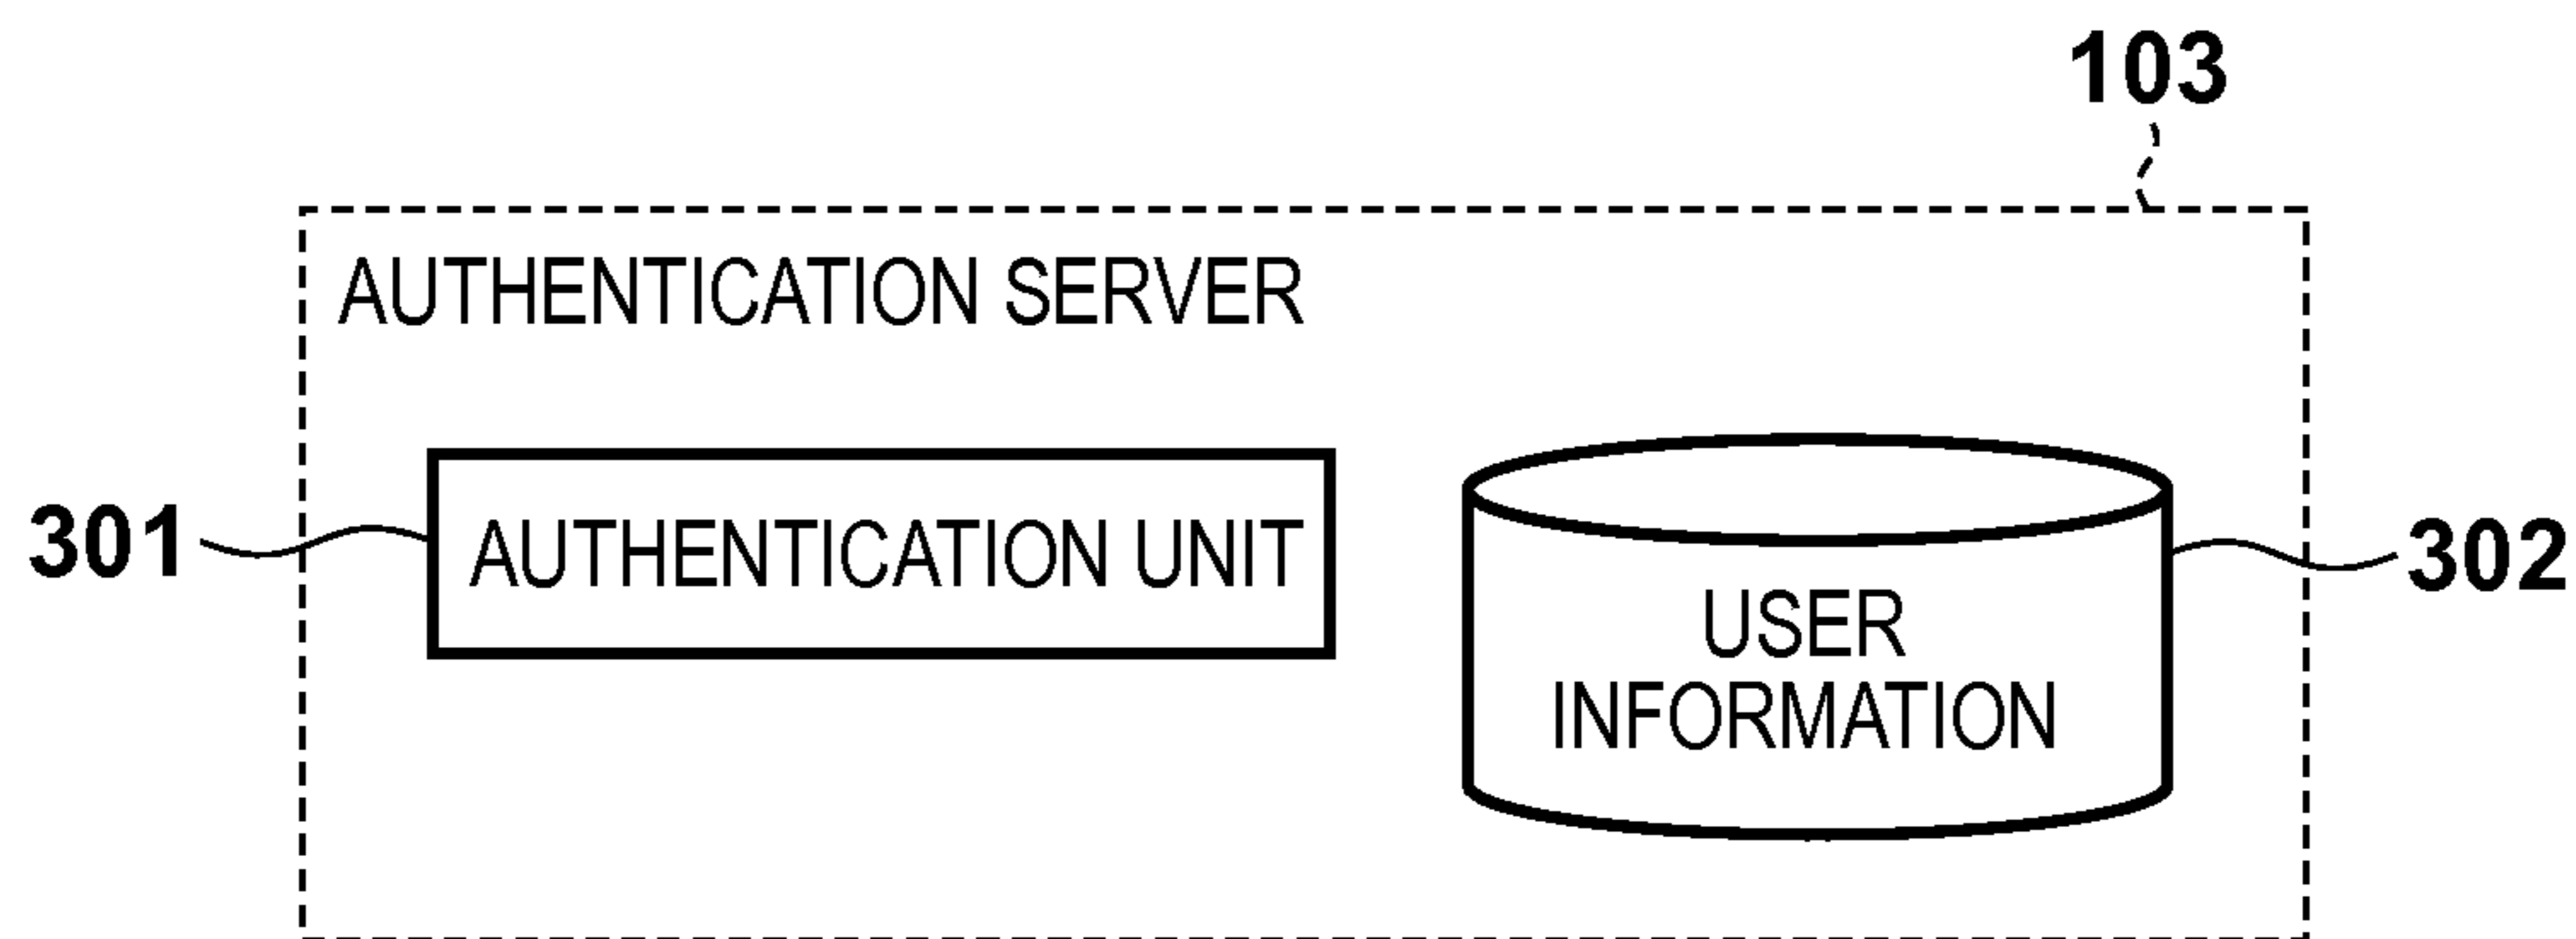 103
AUTHENTICATION SERVER
301
AUTHENTICATION UNIT
USER
INFORMATION
302